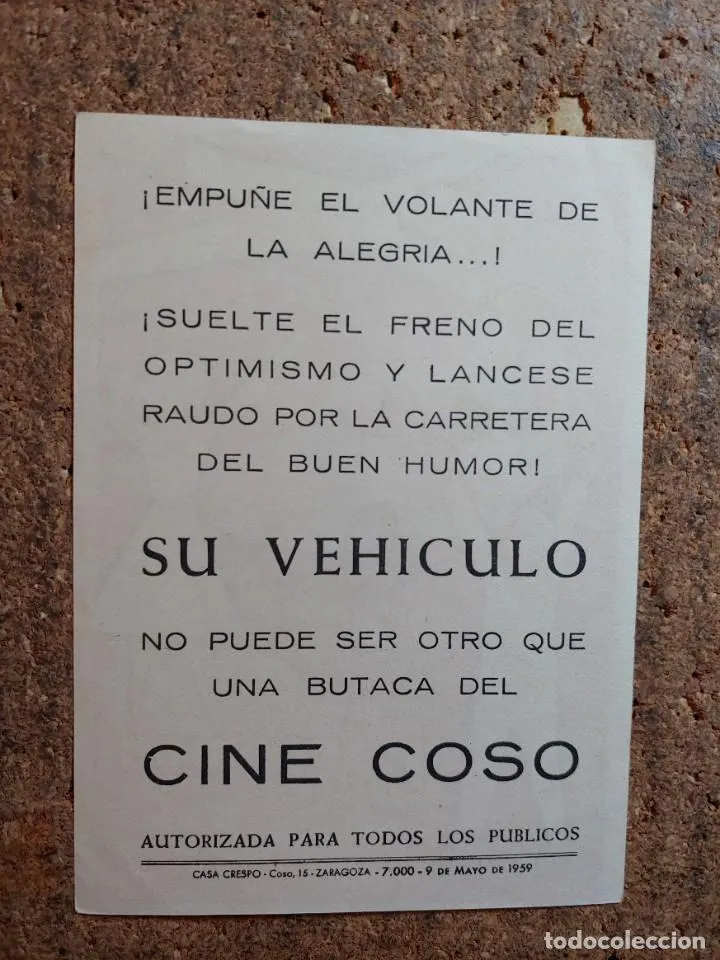 ¡EMPUÑE EL VOLANTE DE
LA ALEGRIA...!
¡SUELTE EL FRENO DEL
OPTIMISMO Y LANCESE
RAUDO POR LA CARRETERA
DEL BUEN HUMOR!
SU VEHICULO
NO PUEDE SER OTRO QUE
UNA BUTACA DEL
CINE COSO
AUTORIZADA PARA TODOS LOS PUBLICOS
CASA CRESPO - Coso, 15 - ZARAGOZA - 7.000 - 9 DE MAYO DE 1959
todocoleccion